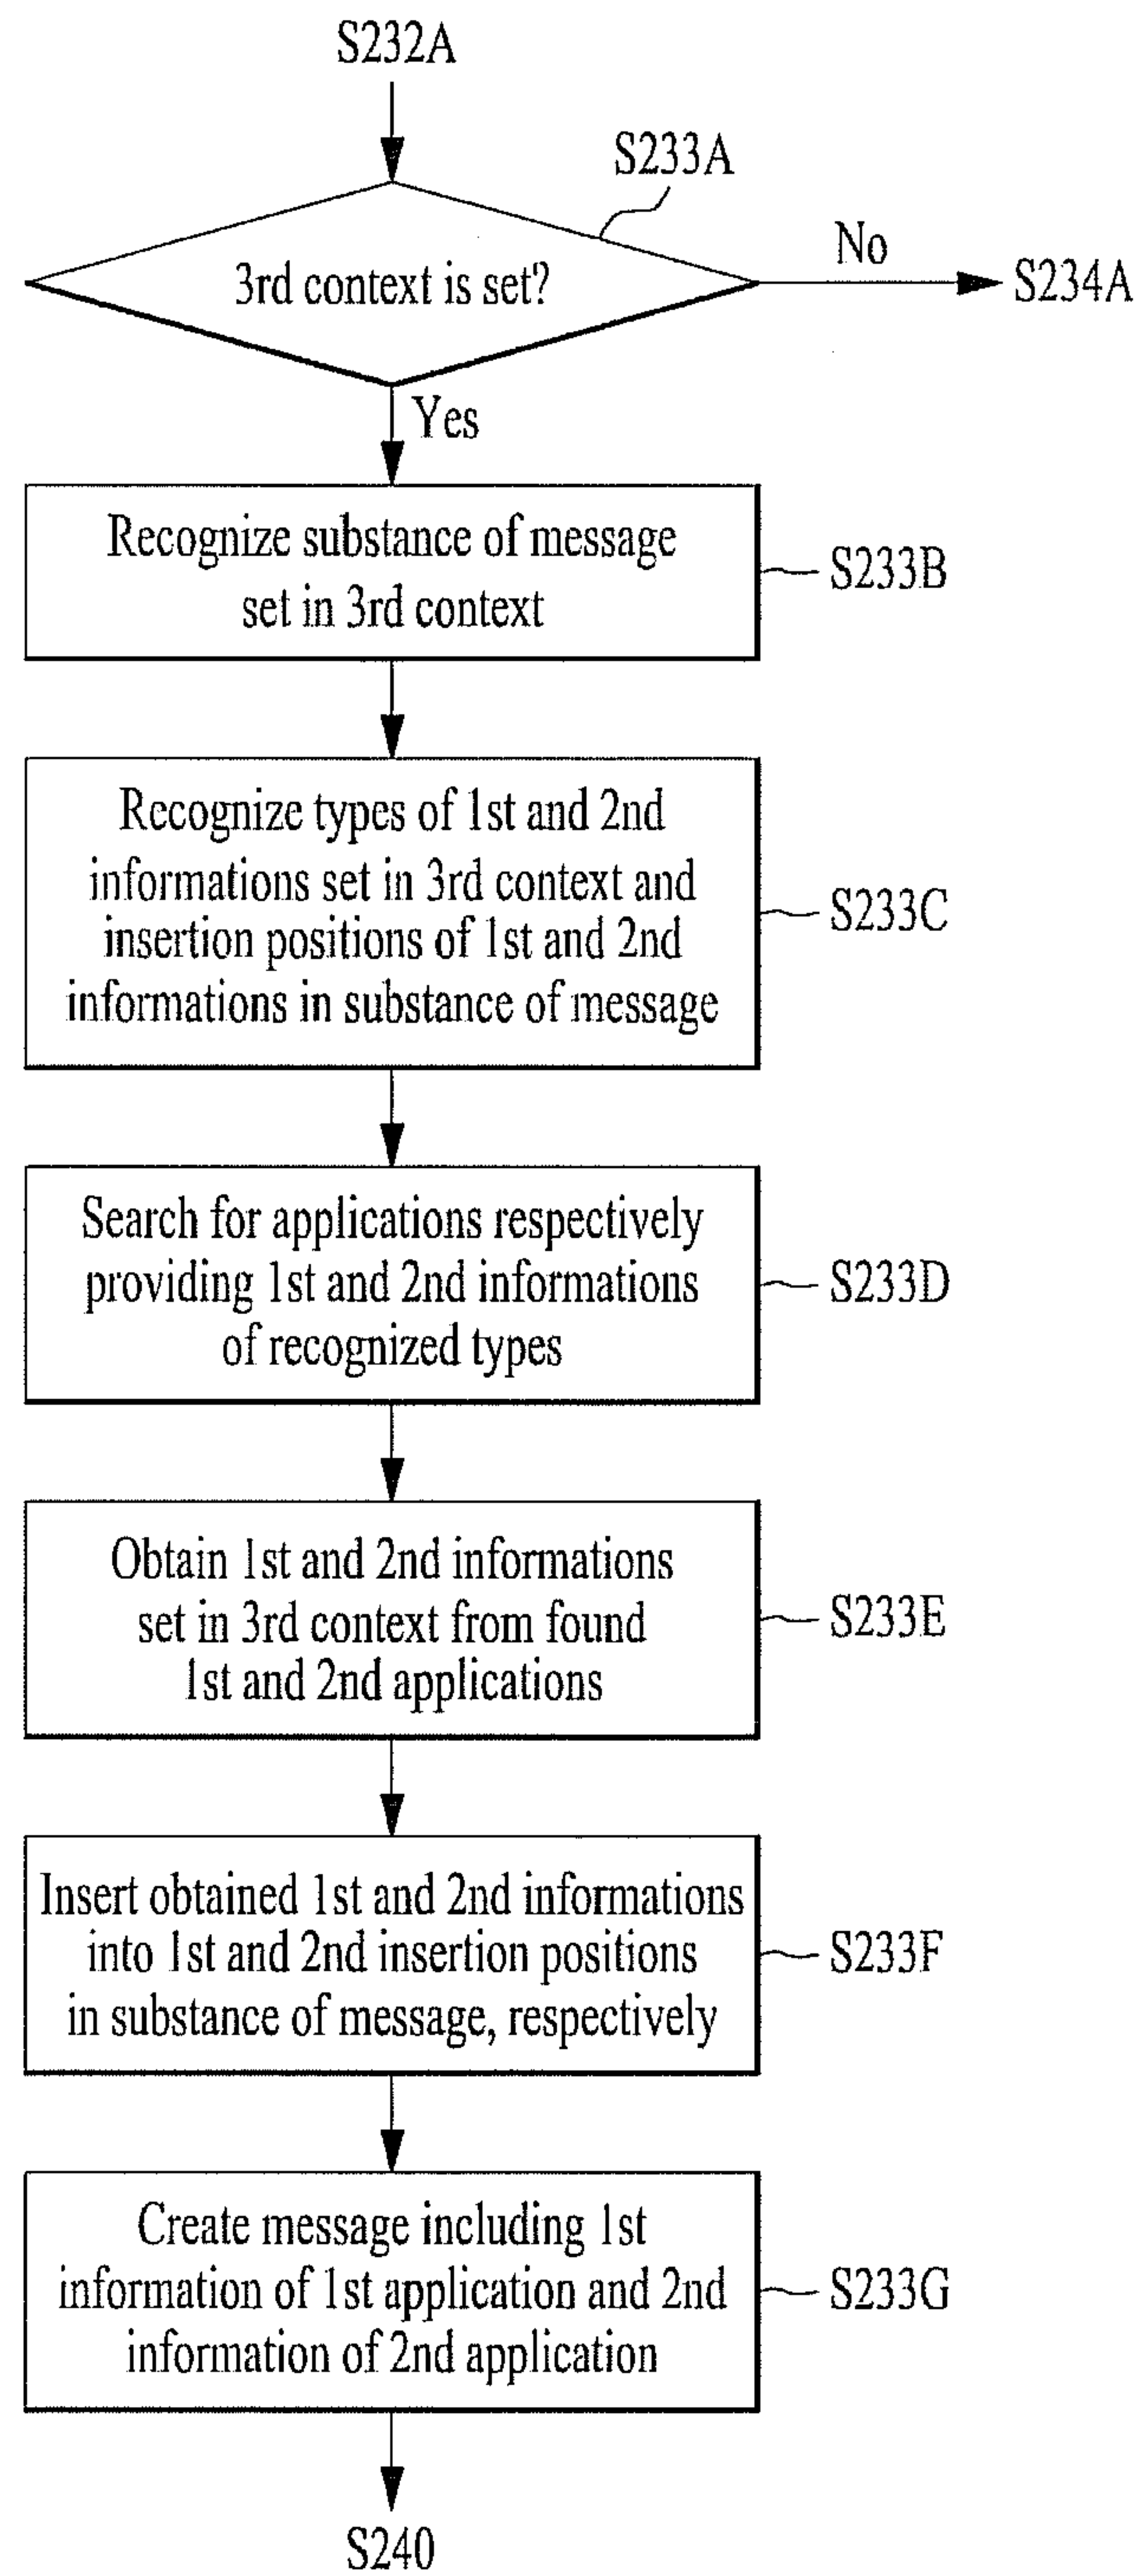 S232A
S233A
3rd context is set?
No
S234A
Yes
Recognize substance of message
set in 3rd context
S233B
Recognize types of 1st and 2nd
informations set in 3rd context and
insertion positions of 1st and 2nd
informations in substance of message
S233C
Search for applications respectively
providing 1st and 2nd informations
of recognized types
S233D
Obtain 1st and 2nd informations
set in 3rd context from found
1st and 2nd applications
S233E
Insert obtained 1st and 2nd informations
into 1st and 2nd insertion positions
in substance of message, respectively
S233F
Create message including 1st
information of 1st application and 2nd
information of 2nd application
S233G
S240